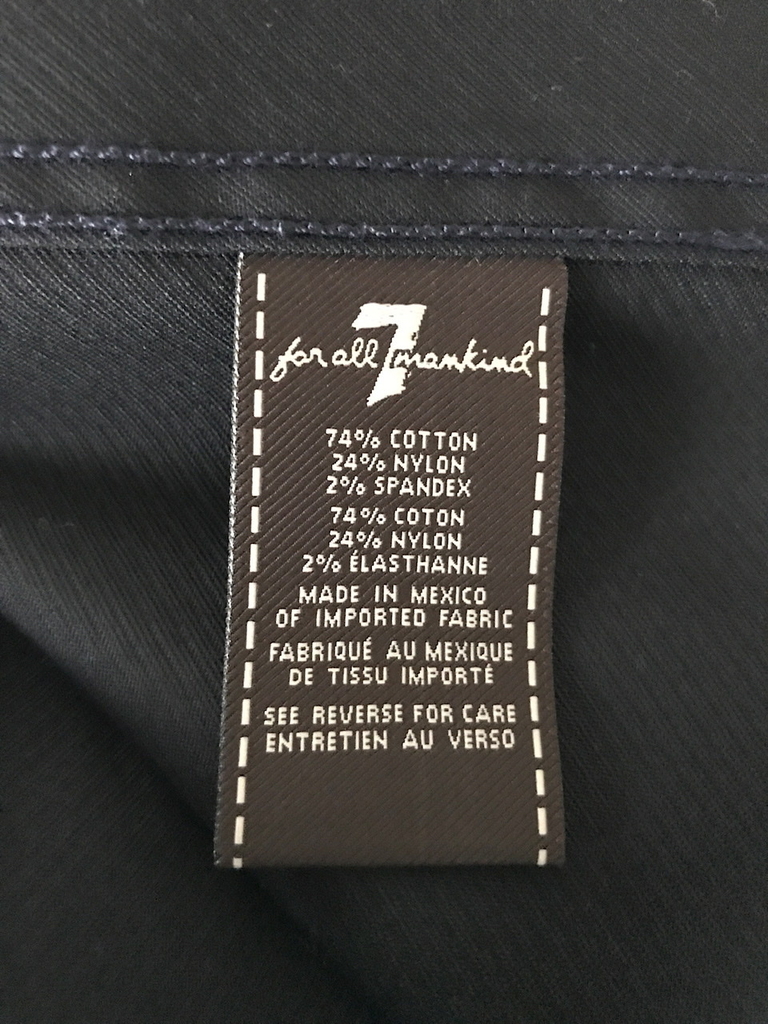 for all 7 mankind
74% COTTON
24% NYLON
2% SPANDEX
74% COTON
24% NYLON
2% ÉLASTHANNE
MADE IN MEXICO
OF IMPORTED FABRIC
FABRIQUÉ AU MEXIQUE
DE TISSU IMPORTÉ
SEE REVERSE FOR CARE
ENTRETIEN AU VERSO